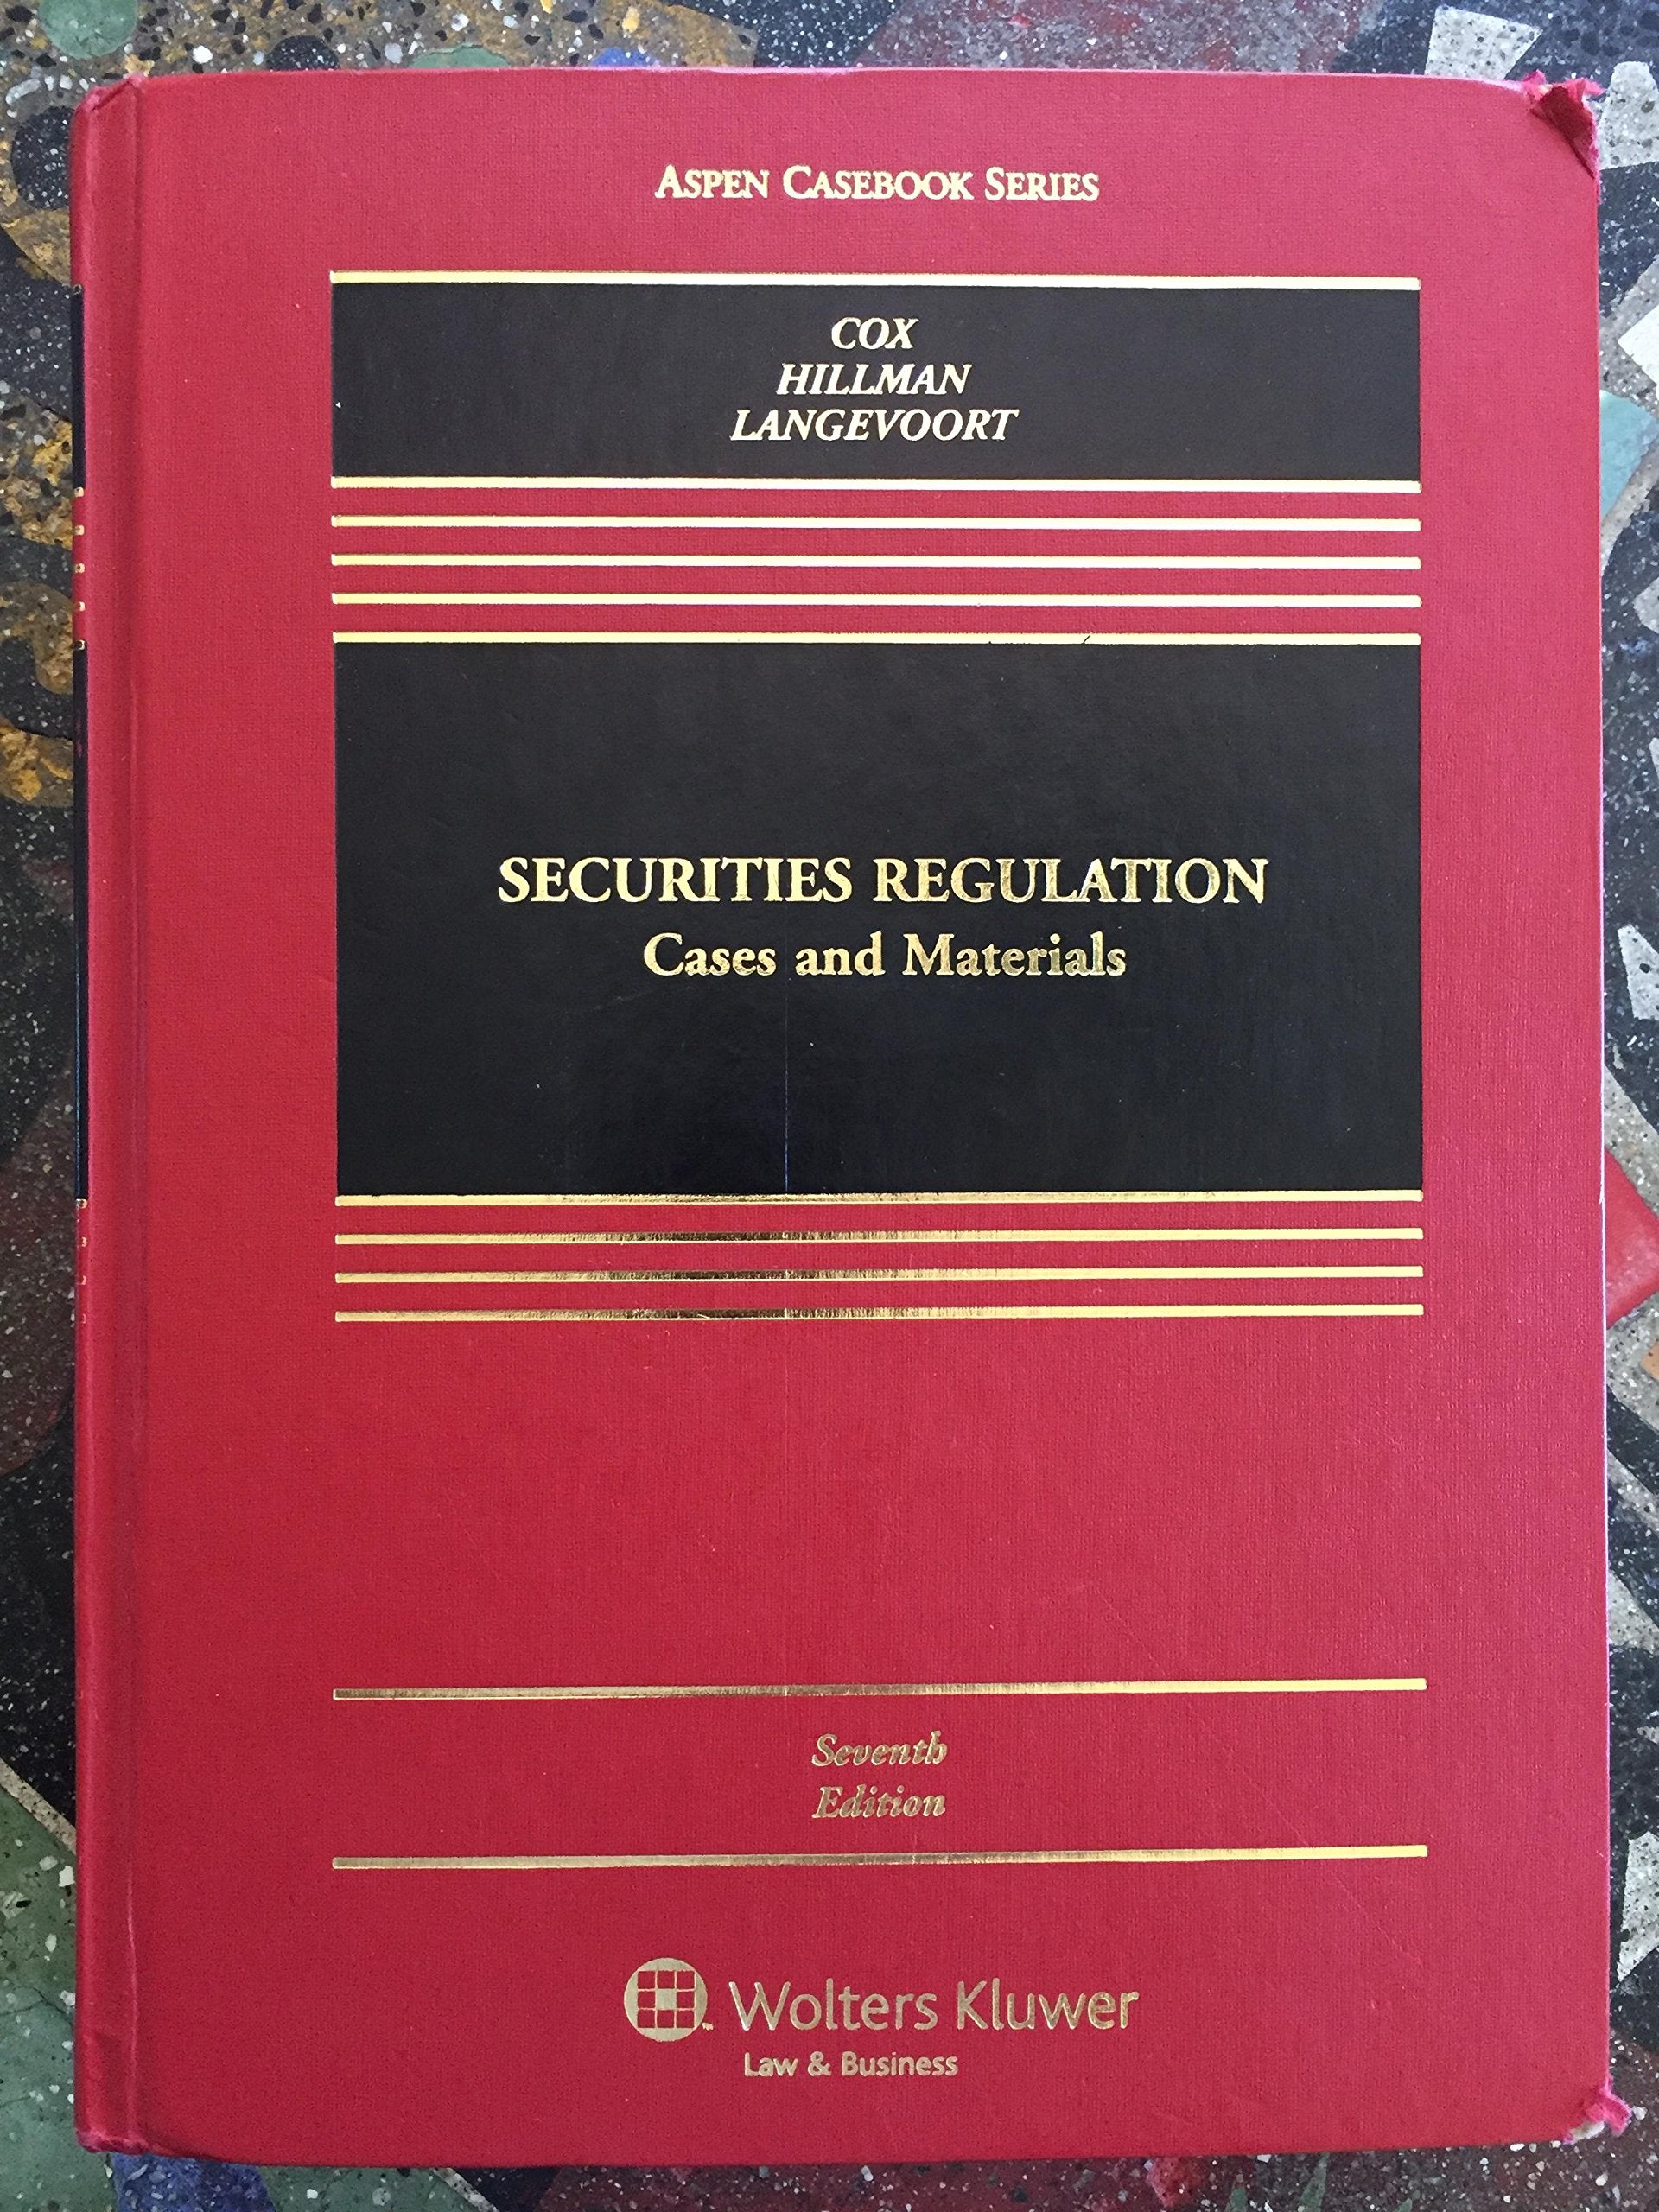 ASPEN CASEBOOK SERIES
COX
HILLMAN
LANGEVOORT
SECURITIES REGULATION
Cases and Materials
Seventh
Edition
Wolters Kluwer
Law & Business